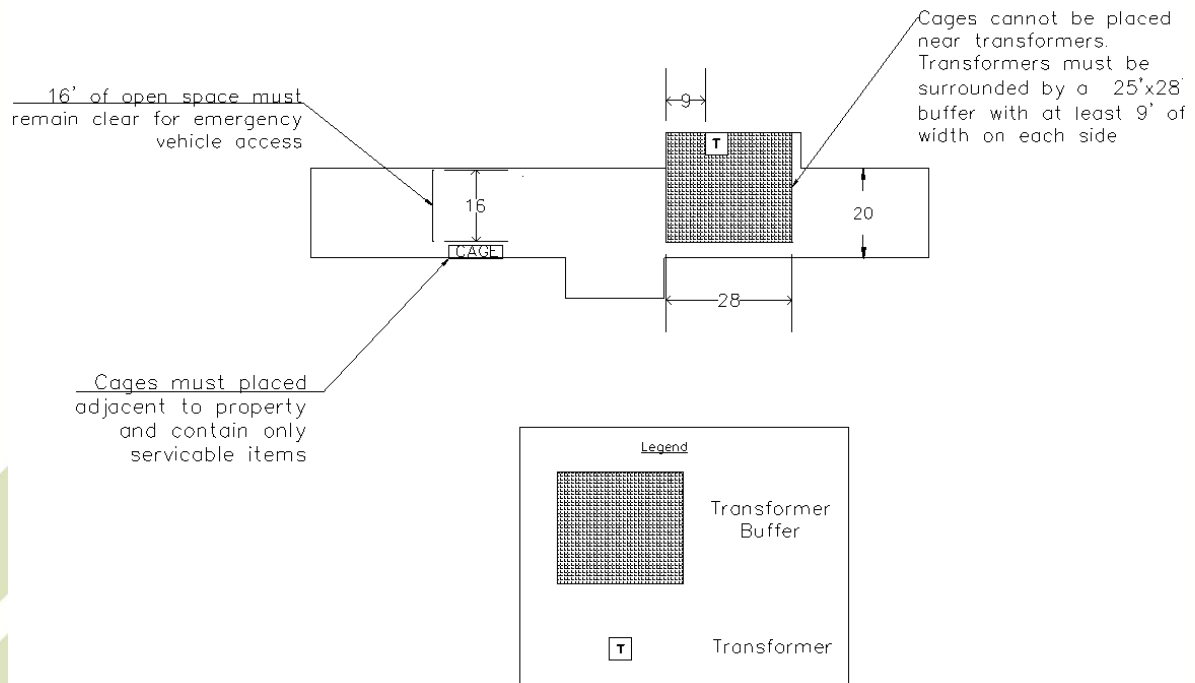 16' of open space must
remain clear for emergency
vehicle access
Cages cannot be placed
near transformers.
Transformers must be
surrounded by a 25'x28'
buffer with at least 9' of
width on each side
9
T
16
20
CAGE
28
Cages must placed
adjacent to property
and contain only
servicable items
Legend
Transformer
Buffer
T
Transformer